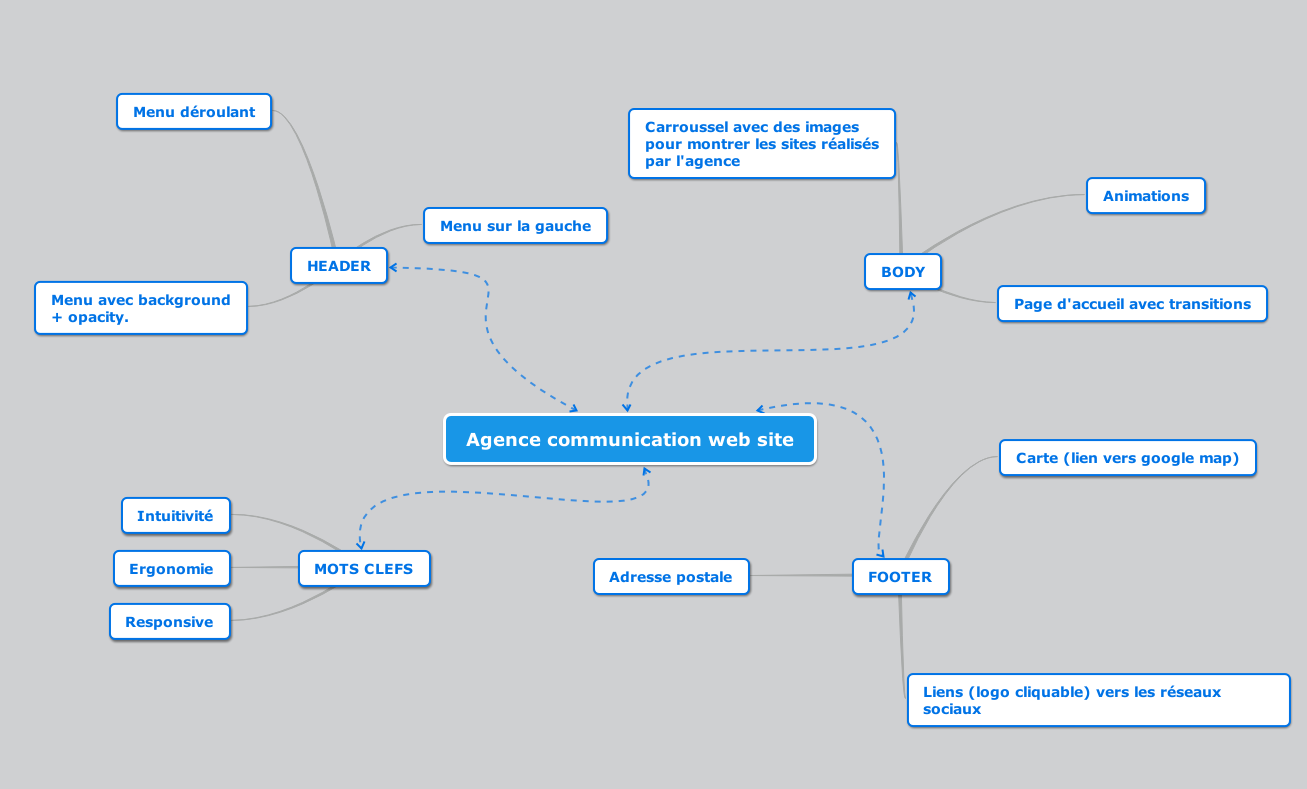 Menu déroulant
Menu sur la gauche
HEADER
Menu avec background
+ opacity.
Carroussel avec des images
pour montrer les sites réalisés
par l'agence
Animations
BODY
Page d'accueil avec transitions
Agence communication web site
Intuitivité
Ergonomie
MOTS CLEFS
Responsive
Carte (lien vers google map)
Adresse postale
FOOTER
Liens (logo cliquable) vers les réseaux
sociaux